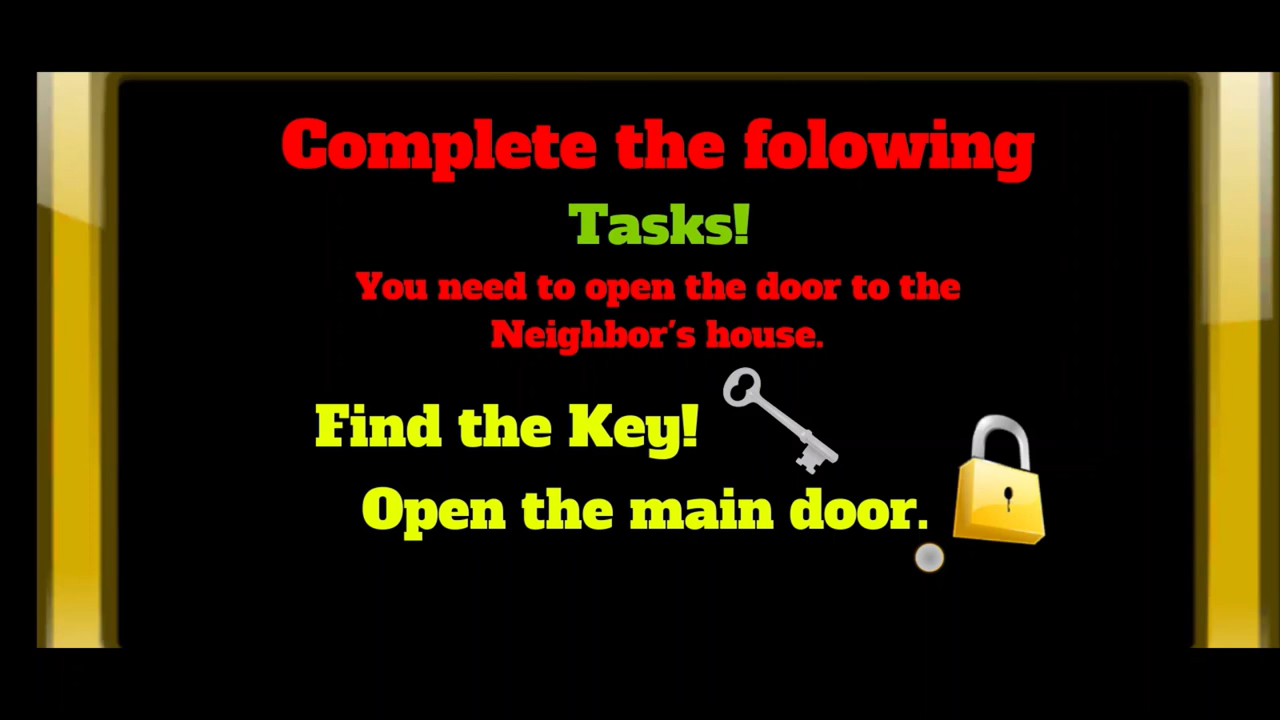 Complete the folowing
Tasks!
You need to open the door to the
Neighbor's house.
Find the Key!
Open the main door.